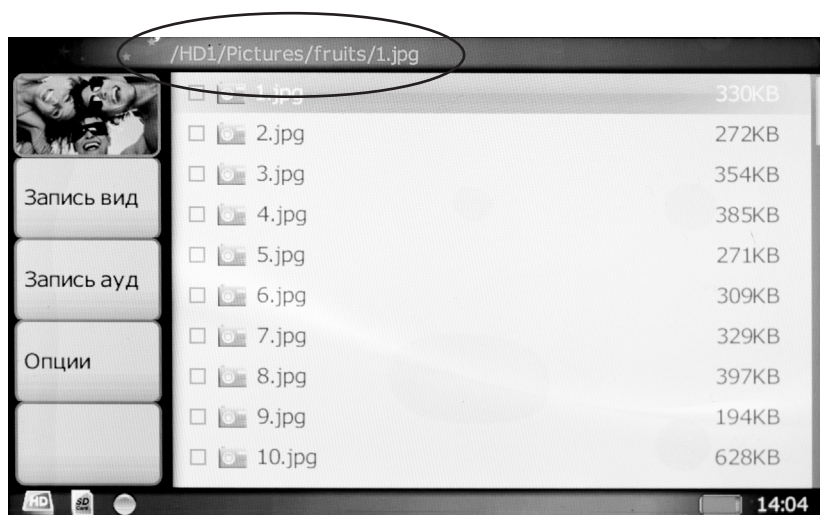 /HD1/Pictures/fruits/1.jpg
1.jpg 330KB
2.jpg 272KB
3.jpg 354KB
Запись вид
4.jpg 385KB
5.jpg 271KB
Запись ауд
6.jpg 309KB
7.jpg 329KB
Опции
8.jpg 397KB
9.jpg 194KB
10.jpg 628KB
HD SD Card 14:04